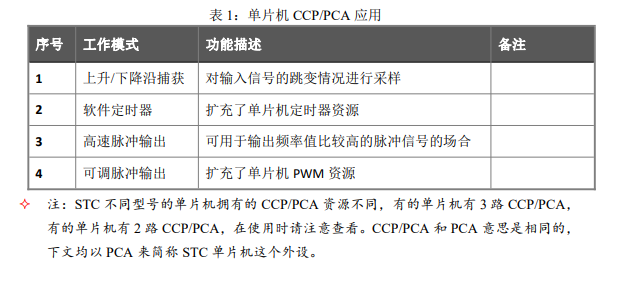 表 1：单片机 CCP/PCA 应用
序号 工作模式 功能描述 备注
1 上升/下降沿捕获 对输入信号的跳变情况进行采样
2 软件定时器 扩充了单片机定时器资源
3 高速脉冲输出 可用于输出频率值比较高的脉冲信号的场合
4 可调脉冲输出 扩充了单片机 PWM 资源
✧ 注：STC 不同型号的单片机拥有的 CCP/PCA 资源不同，有的单片机有 3 路 CCP/PCA，
有的单片机有 2 路 CCP/PCA，在使用时请注意查看。CCP/PCA 和 PCA 意思是相同的，
下文均以 PCA 来简称 STC 单片机这个外设。